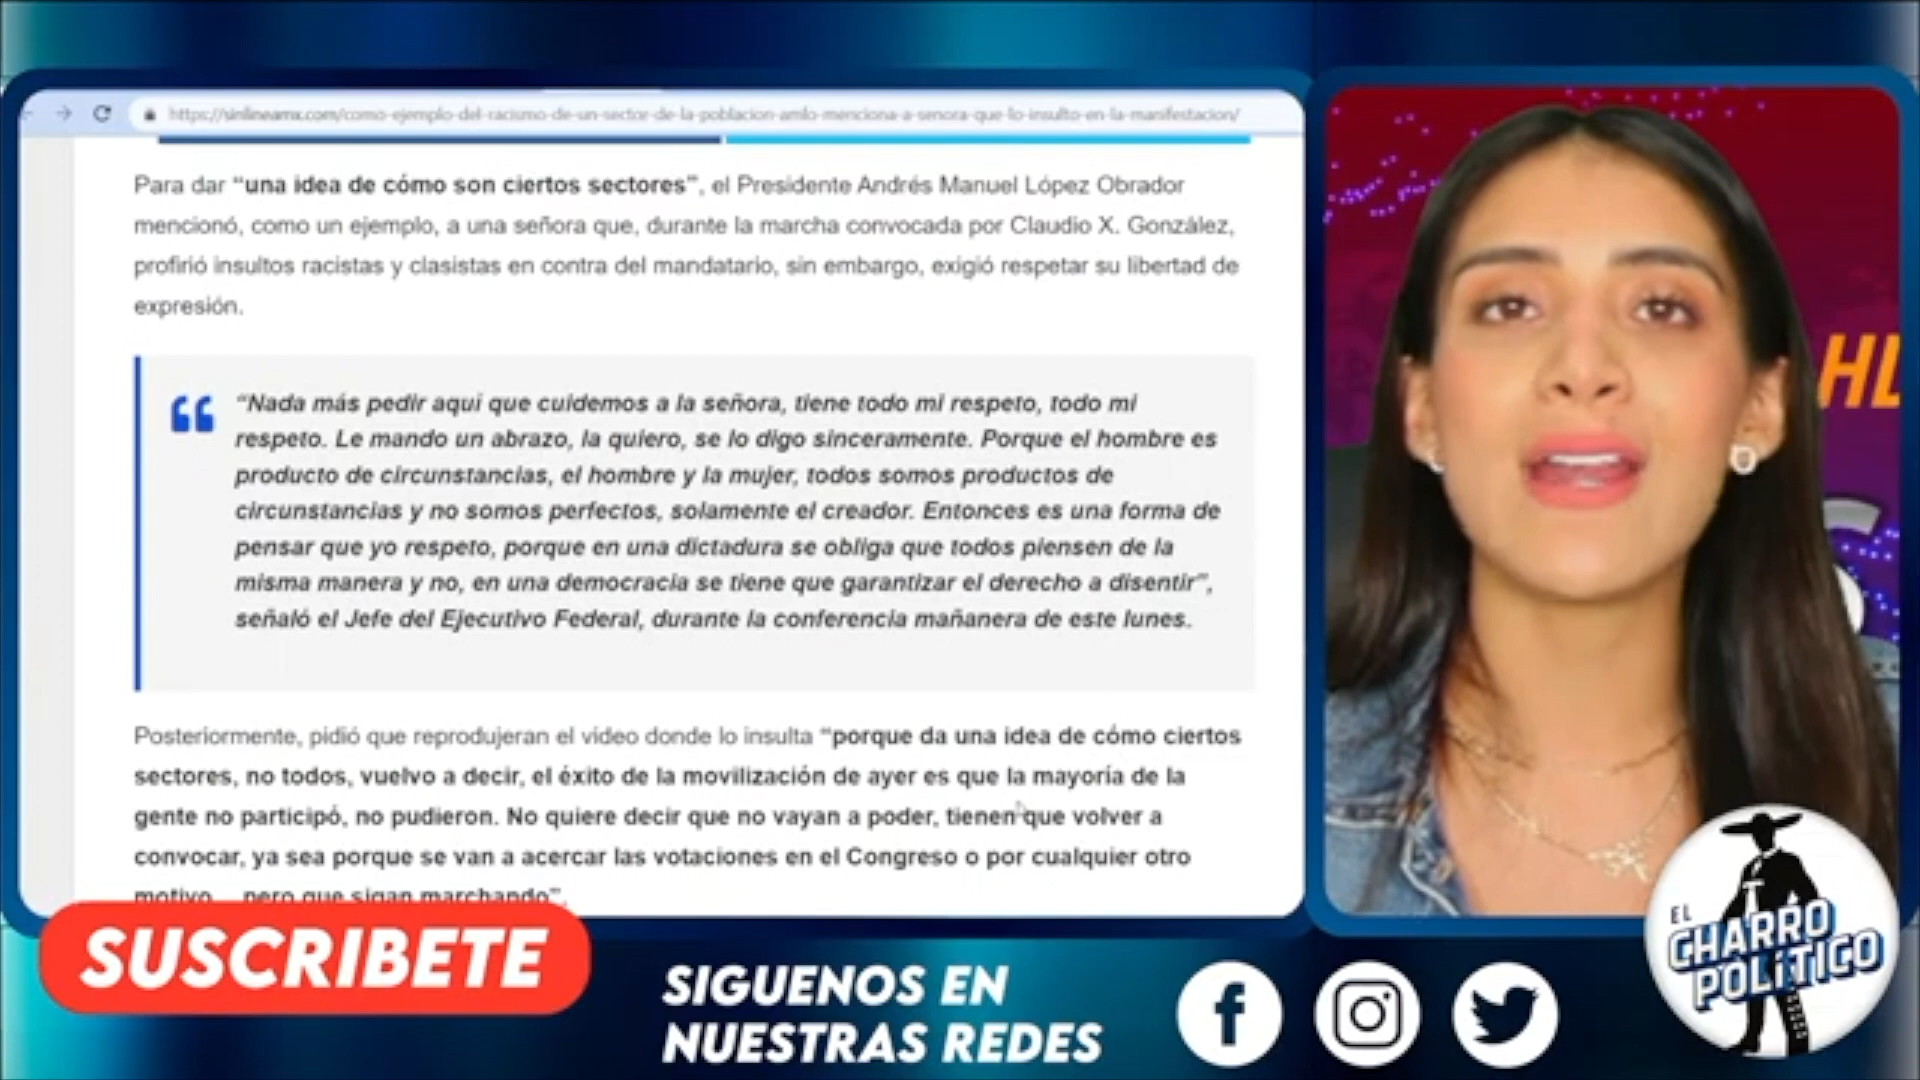 https://sinlineamx.com/como-ejemplo-del-racismo-de-un-sector-de-la-poblacion-amlo-menciona-a-senora-que-lo-insulto-en-la-manifestacion/
Para dar “una idea de cómo son ciertos sectores”, el Presidente Andrés Manuel López Obrador
mencionó, como un ejemplo, a una señora que, durante la marcha convocada por Claudio X. González,
profirió insultos racistas y clasistas en contra del mandatario, sin embargo, exigió respetar su libertad de
expresión.
“Nada más pedir aquí que cuidemos a la señora, tiene todo mi respeto, todo mi
respeto. Le mando un abrazo, la quiero, se lo digo sinceramente. Porque el hombre es
producto de circunstancias, el hombre y la mujer, todos somos productos de
circunstancias y no somos perfectos, solamente el creador. Entonces es una forma de
pensar que yo respeto, porque en una dictadura se obliga que todos piensen de la
misma manera y no, en una democracia se tiene que garantizar el derecho a disentir”,
señaló el Jefe del Ejecutivo Federal, durante la conferencia mañanera de este lunes.
Posteriormente, pidió que reprodujeran el video donde lo insulta “porque da una idea de cómo ciertos
sectores, no todos, vuelvo a decir, el éxito de la movilización de ayer es que la mayoría de la
gente no participó, no pudieron. No quiere decir que no vayan a poder, tienen que volver a
convocar, ya sea porque se van a acercar las votaciones en el Congreso o por cualquier otro
motivo... pero que sigan marchando”.
HL
S
SUSCRIBETE
SIGUENOS EN
NUESTRAS REDES
EL
CHARRO
POLÍTICO